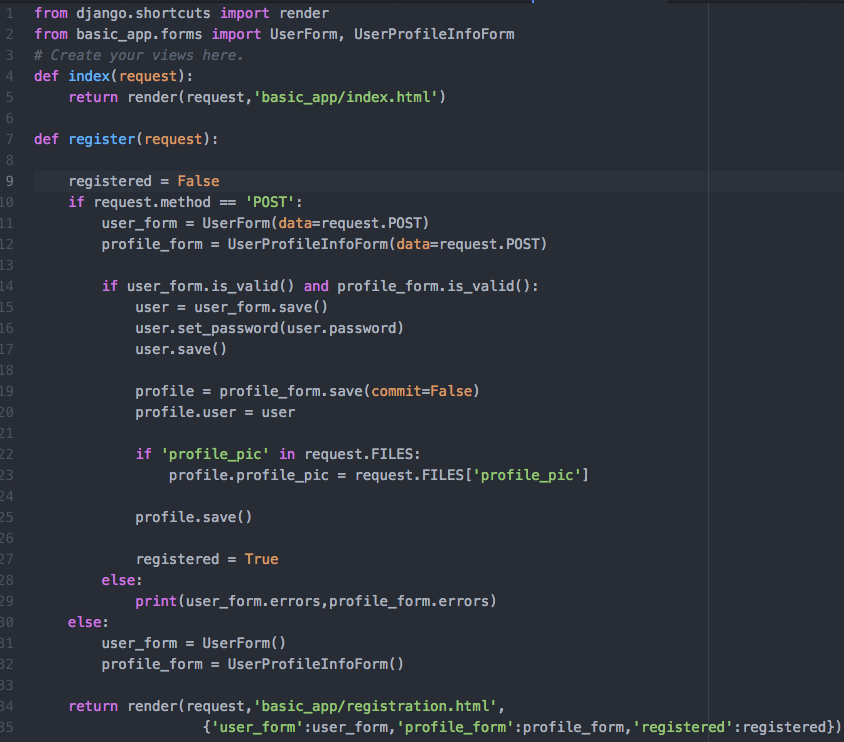 1 from django.shortcuts import render
2 from basic_app.forms import UserForm, UserProfileInfoForm
3 # Create your views here.
4 def index(request):
5     return render(request,'basic_app/index.html')
6
7 def register(request):
8
9     registered = False
10     if request.method == 'POST':
11         user_form = UserForm(data=request.POST)
12         profile_form = UserProfileInfoForm(data=request.POST)
13
14         if user_form.is_valid() and profile_form.is_valid():
15             user = user_form.save()
16             user.set_password(user.password)
17             user.save()
18
19             profile = profile_form.save(commit=False)
20             profile.user = user
21
22             if 'profile_pic' in request.FILES:
23                 profile.profile_pic = request.FILES['profile_pic']
24
25             profile.save()
26
27             registered = True
28         else:
29             print(user_form.errors,profile_form.errors)
30     else:
31         user_form = UserForm()
32         profile_form = UserProfileInfoForm()
33
34     return render(request,'basic_app/registration.html',
35                     {'user_form':user_form,'profile_form':profile_form,'registered':registered})